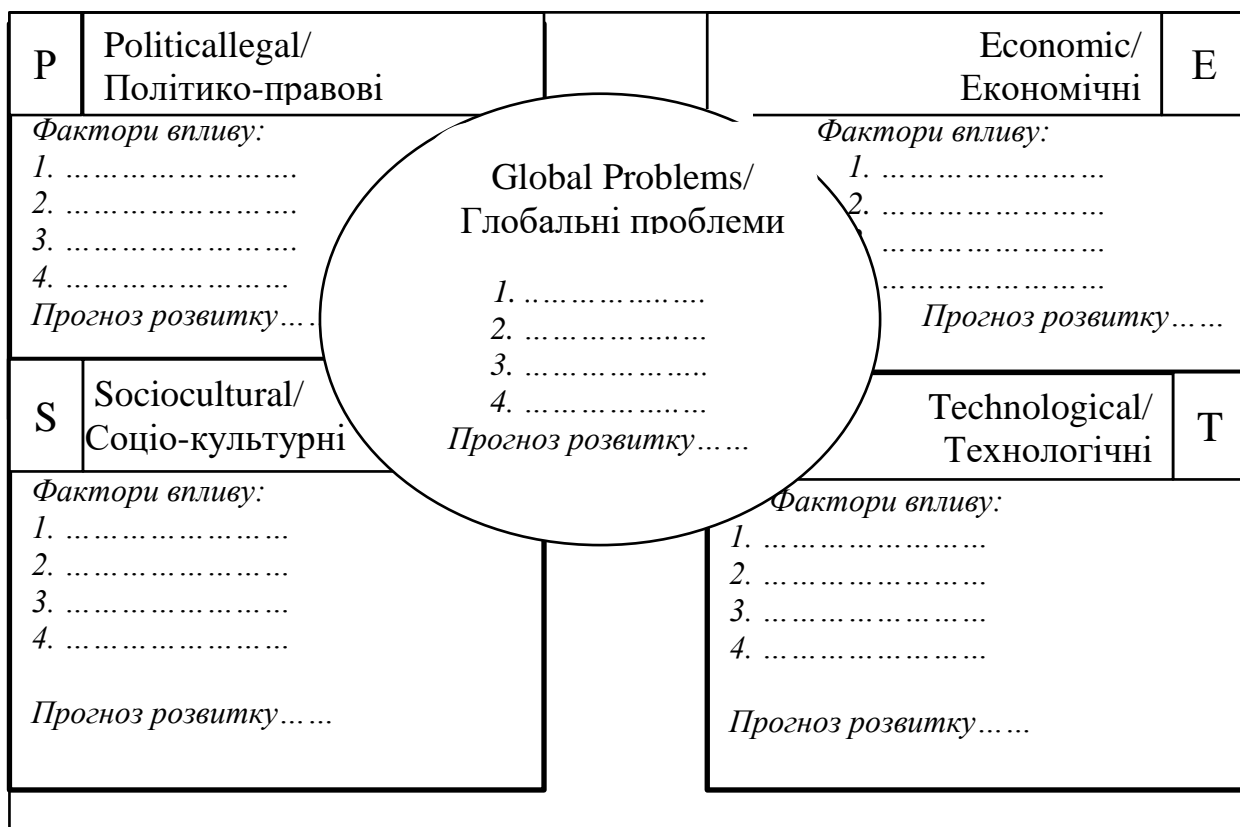 P
Politicallegal/
Політико-правові
Фактори впливу:
1. …………………….
2. …………………….
3. …………………….
4. ……………………
Прогноз розвитку…..
Economic/
Економічні
E
Фактори впливу:
1. ……………………
2. ……………………
……………………
……………………
Прогноз розвитку……
Global Problems/
Глобальні проблеми
1. ..…………..….
2. ……………..…
3. ……………….
4. ……………..…
Прогноз розвитку……
S
Sociocultural/
Соціо-культурні
Фактори впливу:
1. ……………………
2. ……………………
3. ……………………
4. ……………………
Прогноз розвитку……
Technological/
Технологічні
T
Фактори впливу:
1. ……………………
2. ……………………
3. ……………………
4. ……………………
Прогноз розвитку……